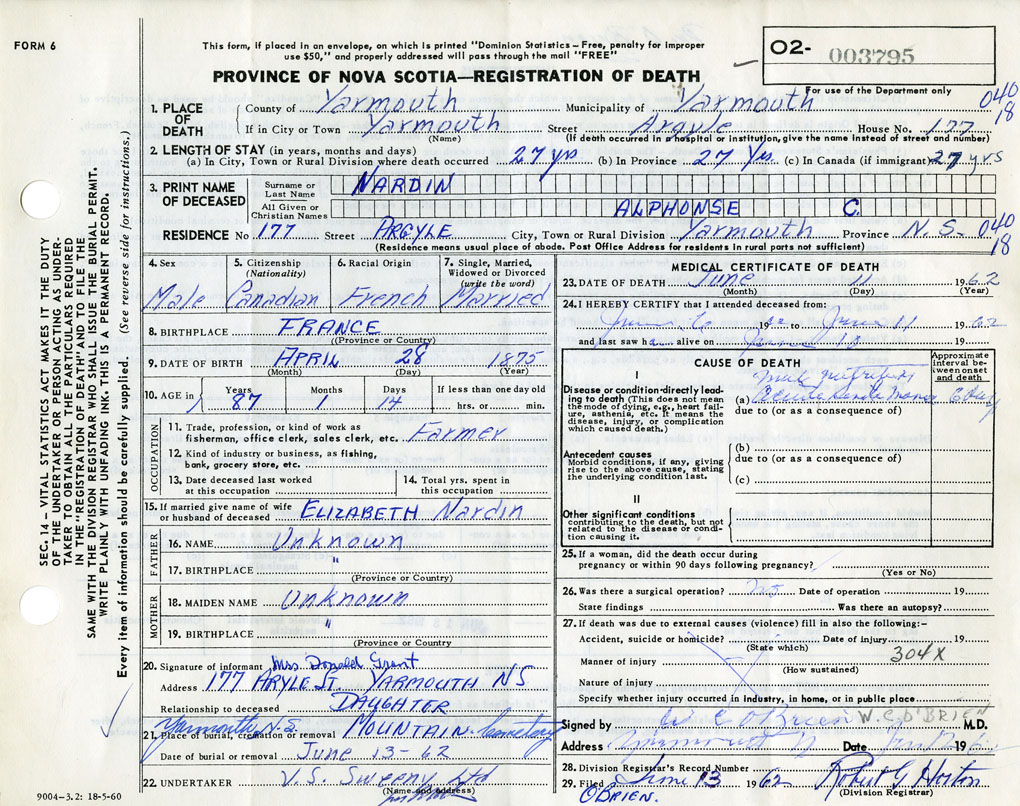 FORM 6
This form, if placed in an envelope, on which is printed "Dominion Statistics – Free, penalty for improper
use $50," and properly addressed will pass through the mail "FREE"
PROVINCE OF NOVA SCOTIA—REGISTRATION OF DEATH
O2- 003795
For use of the Department only
1. PLACE OF DEATH
County of Yarmouth Municipality of Yarmouth 040
If in City or Town Yarmouth Street Argyle House No. 177 18
(Name) (If death occurred in a hospital or institution, give the name instead of street and number)
2. LENGTH OF STAY (in years, months and days)
(a) In City, Town or Rural Division where death occurred 27 yrs (b) In Province 27 Yrs. (c) In Canada (if immigrant) 27 yrs
3. PRINT NAME OF DECEASED
Surname or Last Name NARDIN
All Given or Christian Names ALPHONSE C.
RESIDENCE No 177 Street ARGYLE City, Town or Rural Division Yarmouth Province N.S. 040
18
(Residence means usual place of abode. Post Office Address for residents in rural parts not sufficient)
4. Sex Male
5. Citizenship (Nationality) Canadian
6. Racial Origin French
7. Single, Married, Widowed or Divorced (write the word) Married
8. BIRTHPLACE FRANCE
(Province or Country)
9. DATE OF BIRTH APRIL 28 1875
(Month) (Day) (Year)
10. AGE in Years 87 Months 1 Days 14 If less than one day old
hrs. or min.
OCCUPATION
11. Trade, profession, or kind of work as
fisherman, office clerk, sales clerk, etc. Farmer
12. Kind of industry or business, as fishing,
bank, grocery store, etc.
13. Date deceased last worked at this occupation
14. Total yrs. spent in this occupation
15. If married give name of wife
or husband of deceased ELIZABETH Nardin
FATHER
16. NAME Unknown
17. BIRTHPLACE "
(Province or Country)
MOTHER
18. MAIDEN NAME Unknown
19. BIRTHPLACE "
(Province or Country)
20. Signature of informant Mrs. Donald Grant
Address 177 ARYLE ST. YARMOUTH NS
Relationship to deceased DAUGHTER
Yarmouth, N.S.
21. Place of burial, cremation or removal MOUNTAIN Cemetery
Date of burial or removal June 13-62
22. UNDERTAKER V.S. Sweeny Ltd
(Name and address)
9004-3.2: 18-5-60
MEDICAL CERTIFICATE OF DEATH
23. DATE OF DEATH June 11 1962
(Month) (Day) (Year)
24. I HEREBY CERTIFY that I attended deceased from:
19 62 to June 11 1962
and last saw h alive on 19
CAUSE OF DEATH
Approximate interval between onset and death
I
Disease or condition directly leading to death (This does not mean
the mode of dying, e.g., heart failure, asthenia, etc. It means the
disease, injury, or complication which caused death.)
(a)
due to (or as a consequence of)
Antecedent causes
Morbid conditions, if any, giving rise to the above cause, stating
the underlying condition last.
(b)
due to (or as a consequence of)
(c)
II
Other significant conditions
contributing to the death, but not related to the disease or condition causing it.
25. If a woman, did the death occur during
pregnancy or within 90 days following pregnancy?
(Yes or No)
26. Was there a surgical operation? no Date of operation 19
State findings Was there an autopsy?
27. If death was due to external causes (violence) fill in also the following:-
Accident, suicide or homicide? Date of injury 19
(State which)
Manner of injury 304X
(How sustained)
Nature of injury
Specify whether injury occurred in Industry, in home, or in public place
Signed by W C O'Brien W.C. O'BRIEN M.D.
Address Yarmouth Date 196
28. Division Registrar's Record Number
29. Filed June 13 1962 Robert G. Horton
(Division Registrar)
O'BRIEN.
SEC. 14 – VITAL STATISTICS ACT MAKES IT THE DUTY
OF THE UNDERTAKER OR PERSON ACTING AS UNDER-
TAKER TO OBTAIN ALL THE PARTICULARS REQUIRED
IN THE "REGISTRATION OF DEATH" AND TO FILE THE
SAME WITH THE DIVISION REGISTRAR WHO SHALL ISSUE THE BURIAL PERMIT.
WRITE PLAINLY WITH UNFADING INK. THIS IS A PERMANENT RECORD.
Every item of information should be carefully supplied. (See reverse side for instructions.)